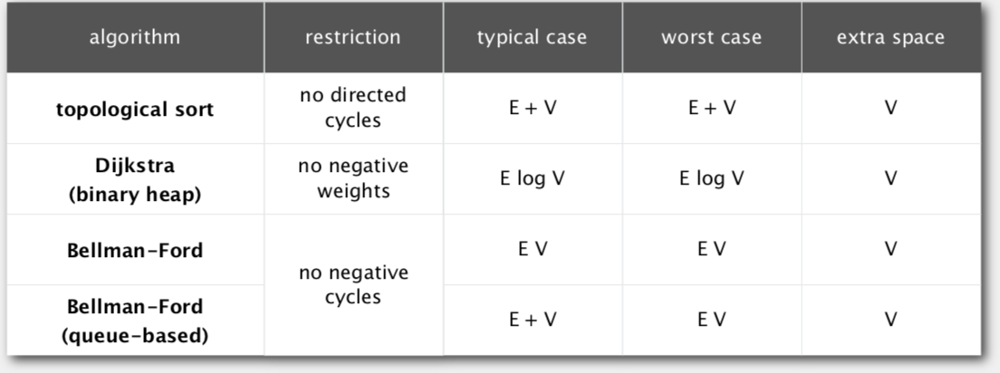 algorithm restriction typical case worst case extra space
topological sort no directed cycles E + V E + V V
Dijkstra (binary heap) no negative weights E log V E log V V
Bellman–Ford no negative cycles E V E V V
Bellman–Ford (queue–based) E + V E V V